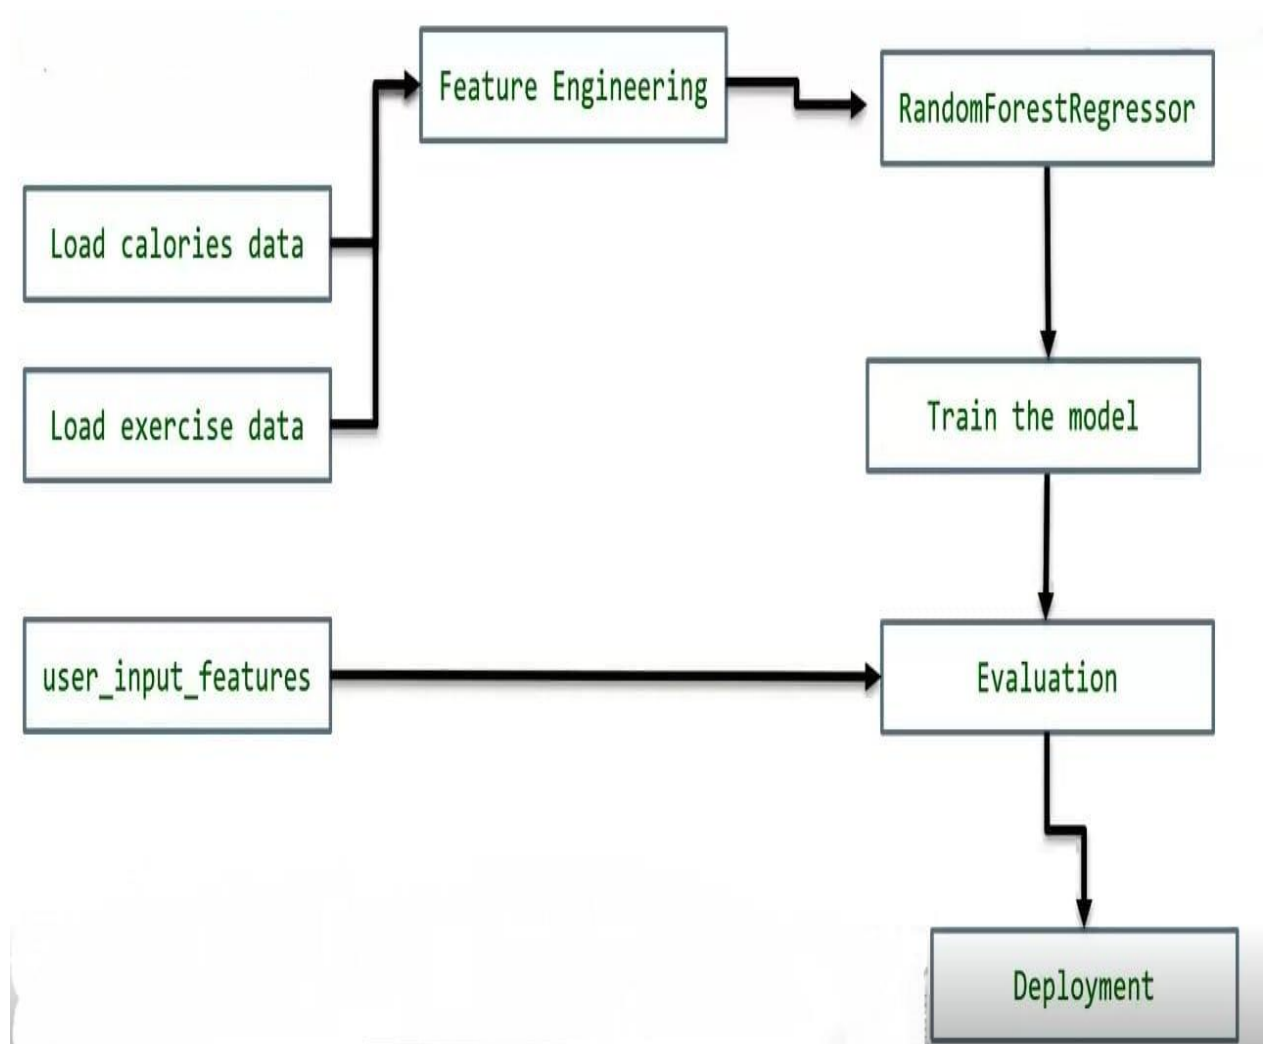 Feature Engineering
RandomForestRegressor
Load calories data
Load exercise data
Train the model
user_input_features
Evaluation
Deployment